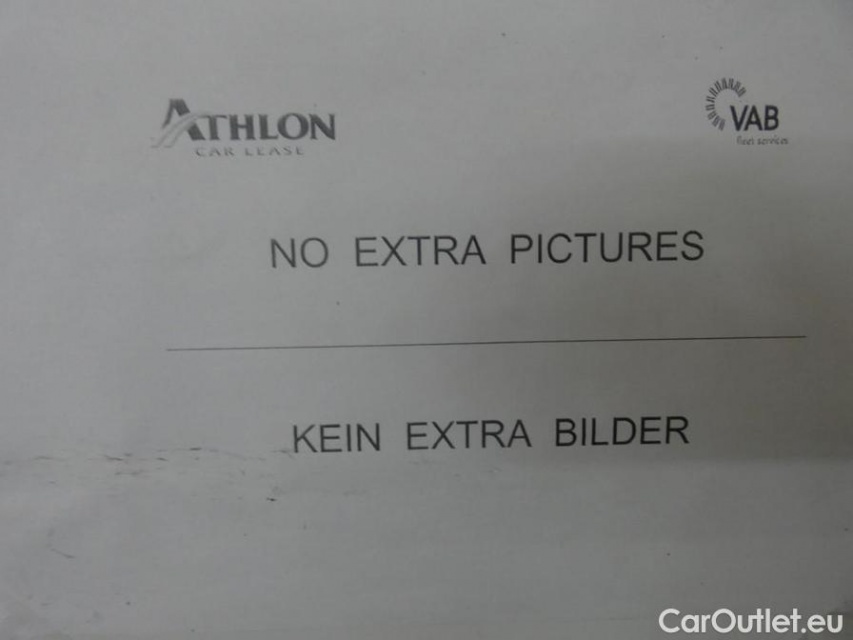 ATHLON
CAR LEASE
VAB
fleet services
NO EXTRA PICTURES
KEIN EXTRA BILDER
CarOutlet.eu